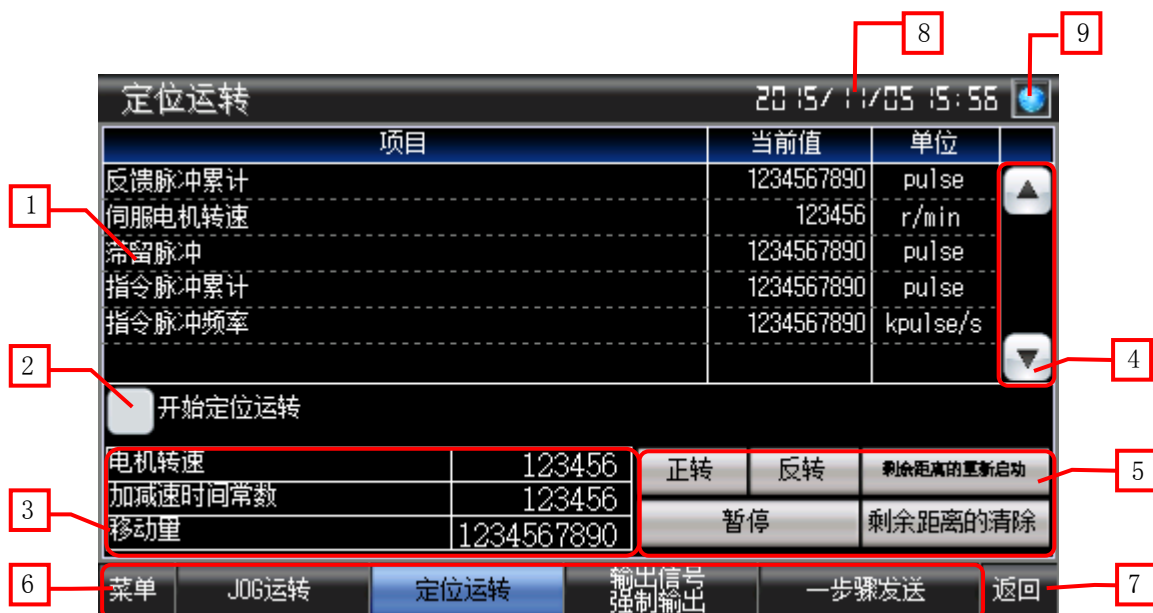 8
9
定位运转
2015/11/05 15:56
项目 当前值 单位
反馈脉冲累计 1234567890 pulse
1
伺服电机转速 123456 r/min
滞留脉冲 1234567890 pulse
指令脉冲累计 1234567890 pulse
指令脉冲频率 1234567890 kpulse/s
2
4
开始定位运转
电机转速 123456
正转 反转 剩余距离的重新启动
5
加减速时间常数 123456
3
移动量 1234567890
暂停 剩余距离的清除
6
菜单 JOG运转 定位运转 输出信号
强制输出 一步骤发送 返回
7